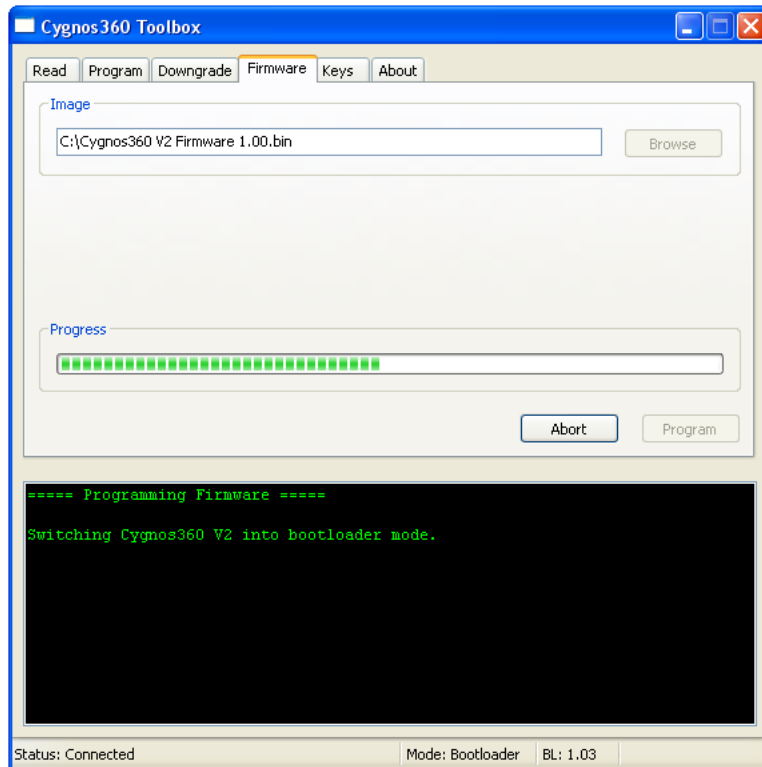 Cygnos360 Toolbox
Read Program Downgrade Firmware Keys About
Image
C:\Cygnos360 V2 Firmware 1.00.bin Browse
Progress
Abort Program
===== Programming Firmware =====
Switching Cygnos360 V2 into bootloader mode.
Status: Connected Mode: Bootloader BL: 1.03